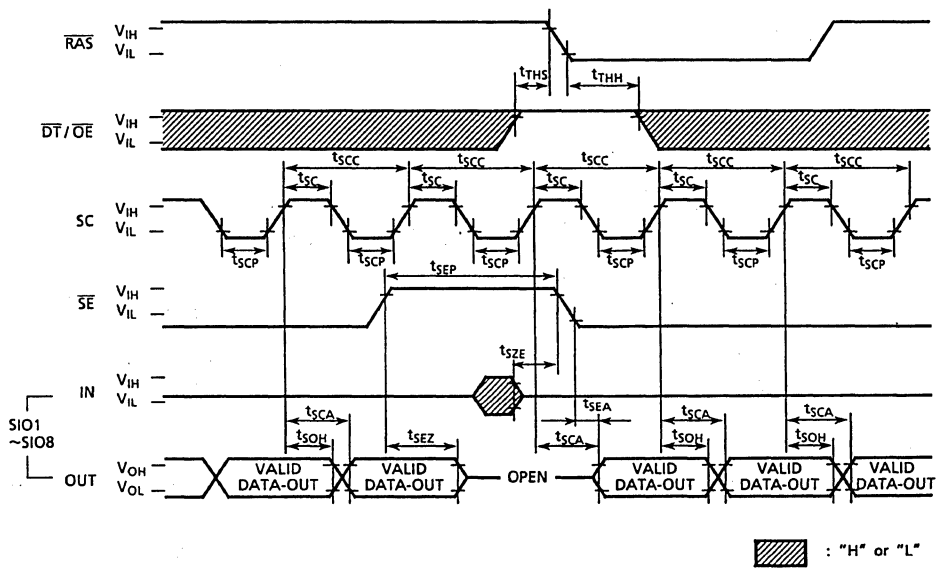 RAS VIH
VIL
tTHS tTHH
DT/OE VIH
VIL
tSCC tSCC tSCC tSCC tSCC
tSC tSC tSC tSC tSC
SC VIH
VIL
tSCP tSCP tSCP tSCP tSCP tSCP
tSEP
SE VIH
VIL
tSZE
IN VIH
VIL
SIO1
~SIO8
tSCA tSEA tSCA tSCA
tSOH tSEZ tSCA tSOH tSOH
OUT VOH
VOL
VALID DATA-OUT
VALID DATA-OUT
OPEN
VALID DATA-OUT
VALID DATA-OUT
VALID DATA-OUT
: "H" or "L"